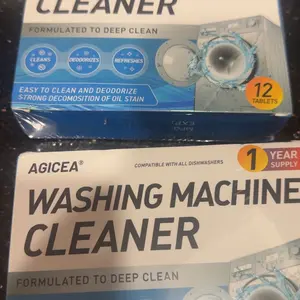 CLEANER
FORMULATED TO DEEP CLEAN
CLEANS DEODORIZES REFRESHES
EASY TO CLEAN AND DEODORIZE
STRONG DECOMOSITION OF OIL STAIN
12
TABLETS
AGICEA®
COMPATIBLE WITH ALL DISHWASHERS
1 YEAR
SUPPLY
WASHING MACHINE
CLEANER
FORMULATED TO DEEP CLEAN